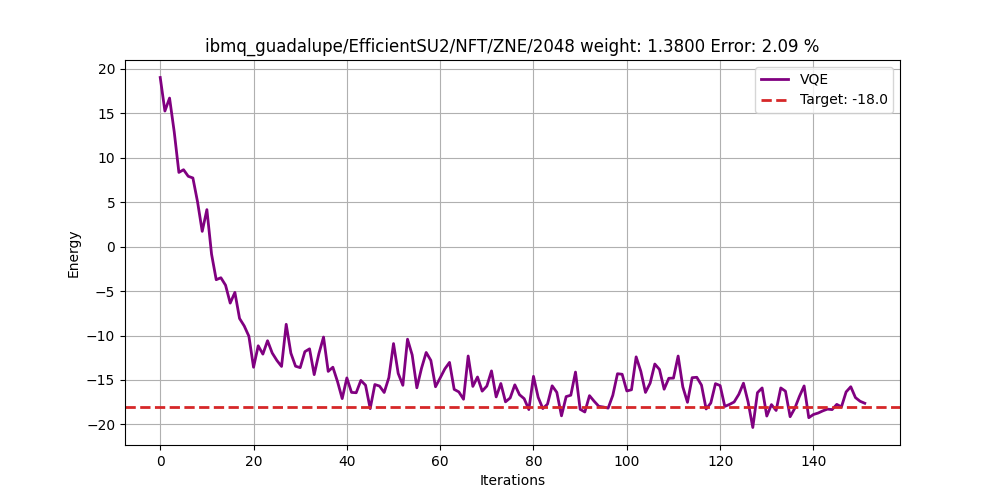 ibmq_guadalupe/EfficientSU2/NFT/ZNE/2048 weight: 1.3800 Error: 2.09 %
VQE
Target: -18.0
20
15
10
5
0
−5
−10
−15
−20
Energy
0 20 40 60 80 100 120 140
Iterations